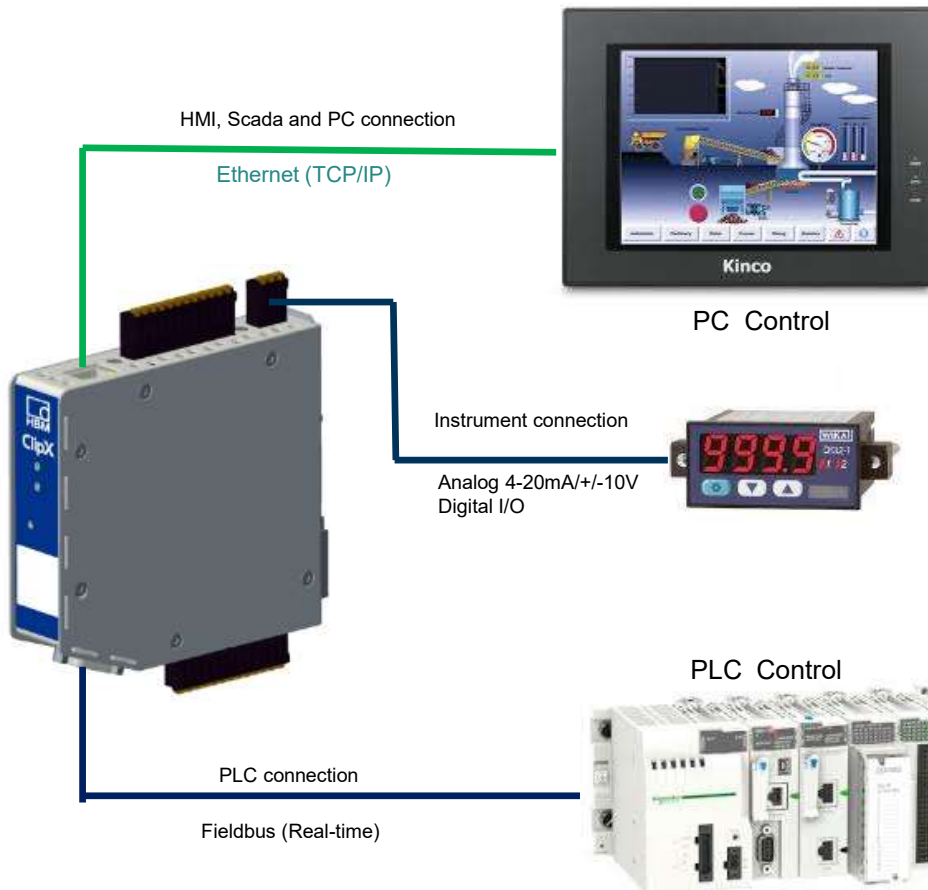 HMI, Scada and PC connection
Ethernet (TCP/IP)
Kinco
PC Control
HBM
ClipX
Instrument connection
Analog 4-20mA/+/-10V
Digital I/O
999.9
WIKA
PLC Control
PLC connection
Fieldbus (Real-time)